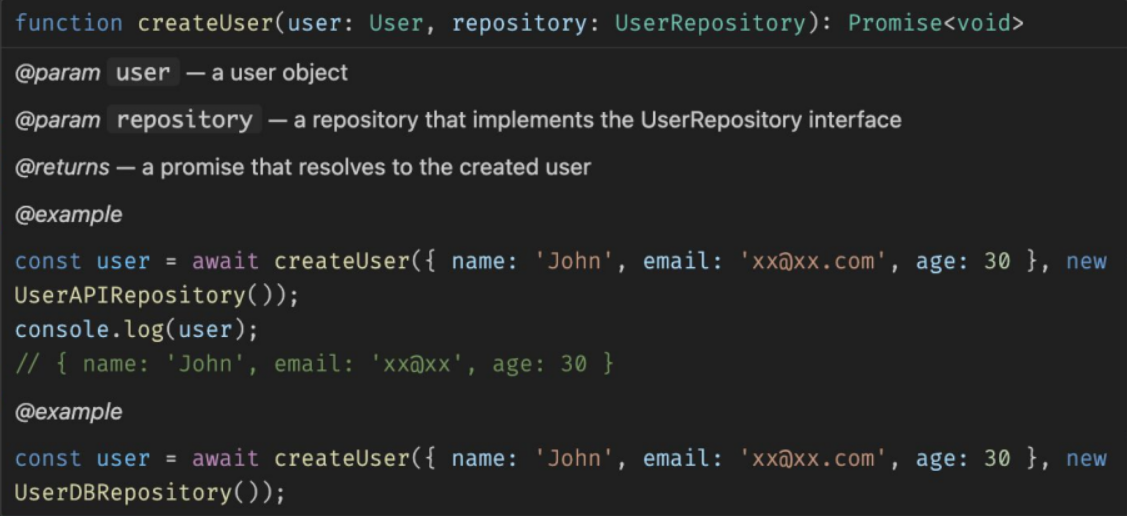 function createUser(user: User, repository: UserRepository): Promise<void>
@param user — a user object
@param repository — a repository that implements the UserRepository interface
@returns — a promise that resolves to the created user
@example
const user = await createUser({ name: 'John', email: 'xx@xx.com', age: 30 }, new
UserAPIRepository());
console.log(user);
// { name: 'John', email: 'xx@xx', age: 30 }
@example
const user = await createUser({ name: 'John', email: 'xx@xx.com', age: 30 }, new
UserDBRepository());